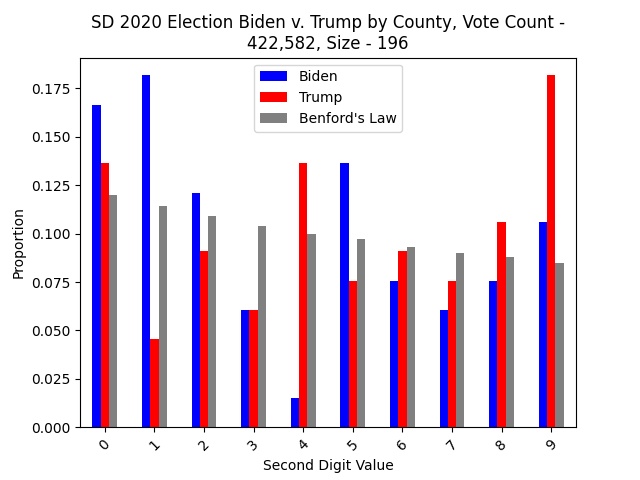 SD 2020 Election Biden v. Trump by County, Vote Count -
422,582, Size - 196
Biden
Trump
Benford's Law
Proportion
0.175
0.150
0.125
0.100
0.075
0.050
0.025
0.000
0 1 2 3 4 5 6 7 8 9
Second Digit Value